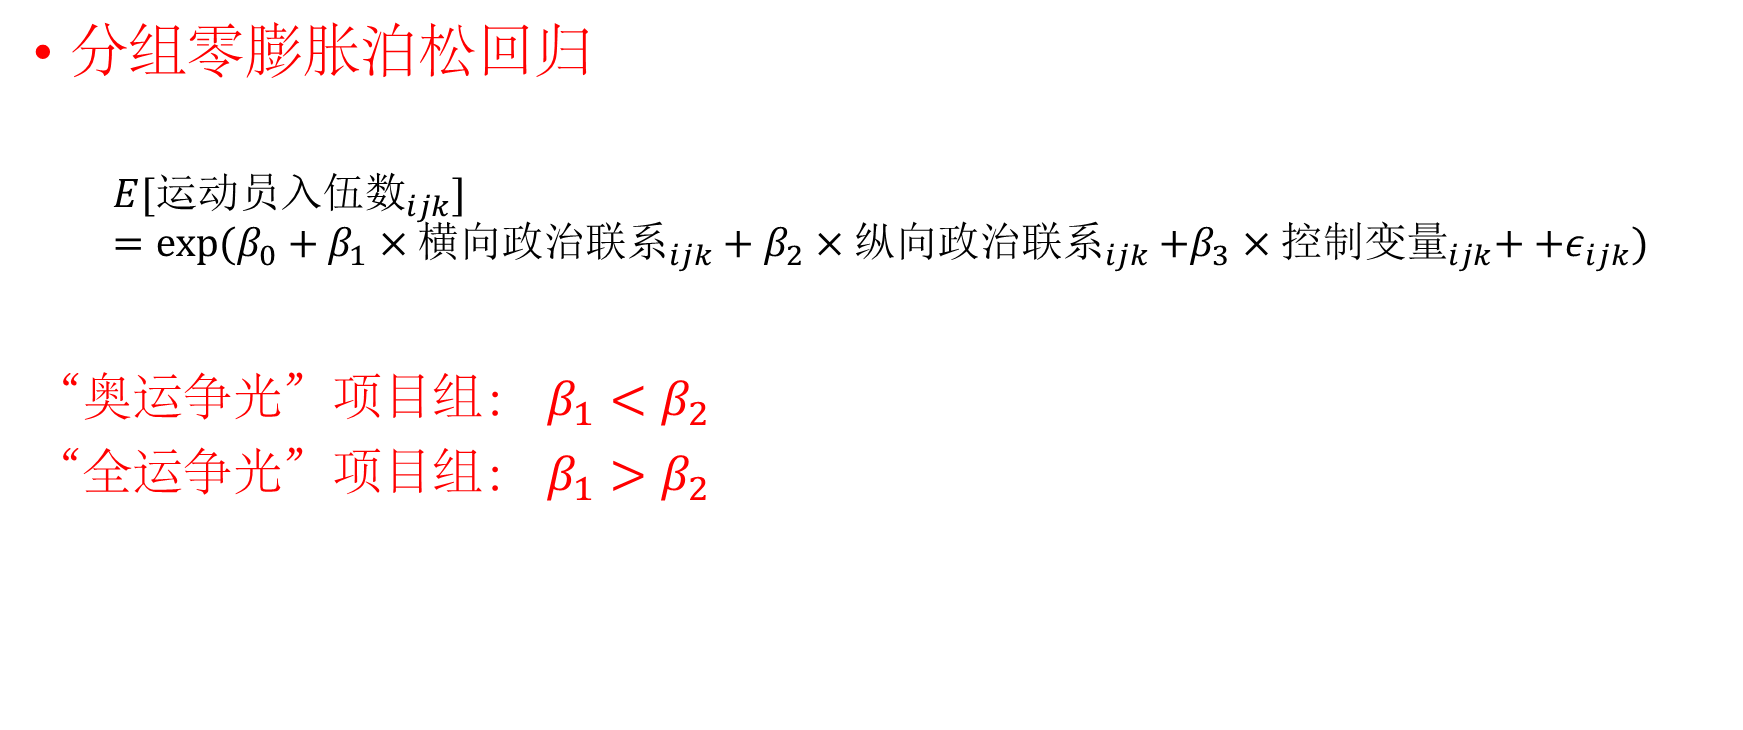 • 分组零膨胀泊松回归
E[运动员入伍数ijk]
= exp(β0 + β1 × 横向政治联系ijk + β2 × 纵向政治联系ijk +β3 × 控制变量ijk+ +ϵijk)
“奥运争光”项目组： β1 < β2
“全运争光”项目组： β1 > β2